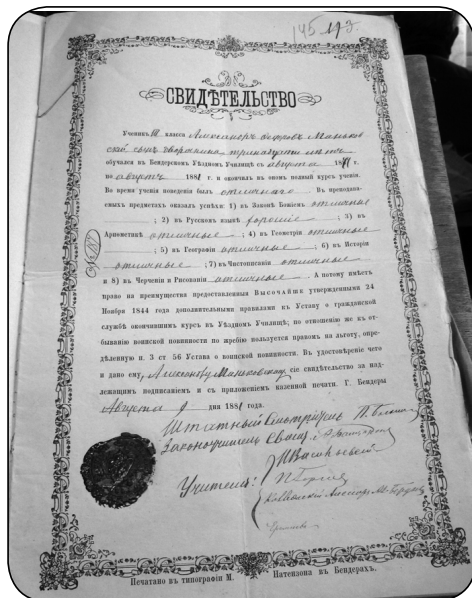 145
СВИДѢТЕЛЬСТВО
Ученикъ III класса Александръ Маньков
скій сынъ дворянина тринадцати лѣтъ
обучался въ Бендерскомъ Уѣздномъ Училищѣ съ августа 18 г.
по августъ 1881 г. и окончилъ въ ономъ полный курсъ ученія.
Во время ученія поведенія былъ отличнаго. Въ преподава-
емыхъ предметахъ оказалъ успѣхи: 1) въ Законѣ Божіемъ отличные
; 2) въ Русскомъ языкѣ хорошіе ; 3) въ
Ариѳметикѣ отличные ; 4) въ Геометріи отличные
; 5) въ Географіи отличные ; 6) въ Исторіи
отличные ; 7) въ Чистописаніи отличные
и 8) въ Черченіи и Рисованіи отличные. А потому имѣетъ
право на преимущества предоставленныя Высочайше утвержденными 24
Ноября 1844 года дополнительными правилами къ Уставу о гражданской
службѣ окончившимъ курсъ въ Уѣздномъ Училищѣ; по отношенію же къ от-
быванію воинской повинности по жребію пользуется правомъ на льготу, опре-
дѣленную п. 3 ст 56 Устава о воинской повинности. Въ удостовѣреніе чего
и дано ему, Александру Маньковскому, сіе свидѣтельство за над-
лежащимъ подписаніемъ и съ приложеніемъ казенной печати. Г. Бендеры
Августа 9 дня 1881 года.
Штатный Смотритель
Законоучитель Свящ.
Учителя:
Васильевъ
Печатано въ типографіи М. Натензона въ Бендерахъ.